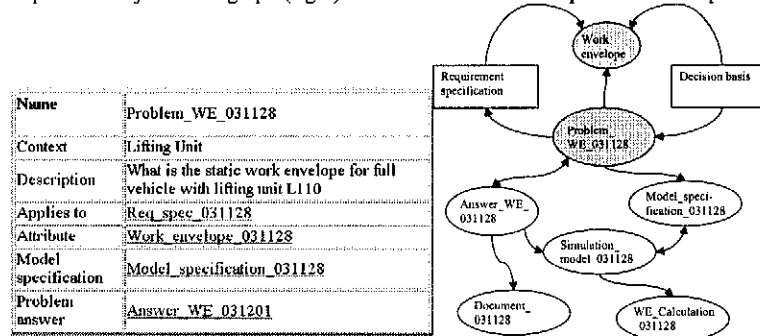 Name Problem_WE_031128
Context Lifting Unit
Description What is the static work envelope for full
vehicle with lifting unit L110
Applies to Req_spec_031128
Attribute Work_envelope_031128
Model
specification Model_specification_031128
Problem
answer Answer_WE_031201
Work
envelope
Requirement
specification
Decision basis
Problem_
WE_031128
Answer_WE_
031128
Model_speci-
fication_031128
Simulation_
model_031128
Document_
031128
WE_Calculation
031128